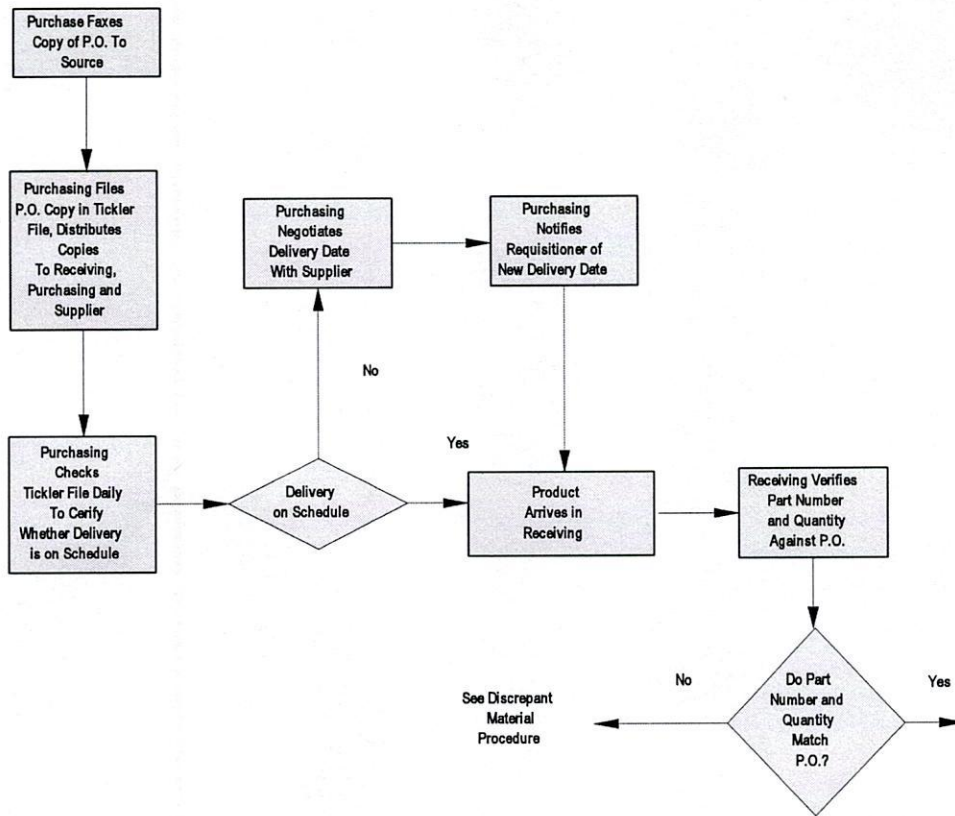 Purchase Faxes
Copy of P.O. To
Source
Purchasing Files
P.O. Copy in Tickler
File, Distributes
Copies
To Receiving,
Purchasing and
Supplier
Purchasing
Checks
Tickler File Daily
To Cerify
Whether Delivery
is on Schedule
Delivery
on Schedule
No
Purchasing
Negotiates
Delivery Date
With Supplier
Purchasing
Notifies
Requisitioner of
New Delivery Date
Yes
Product
Arrives in
Receiving
Receiving Verifies
Part Number
and Quantity
Against P.O.
Do Part
Number and
Quantity
Match
P.O.?
No
See Discrepant
Material
Procedure
Yes